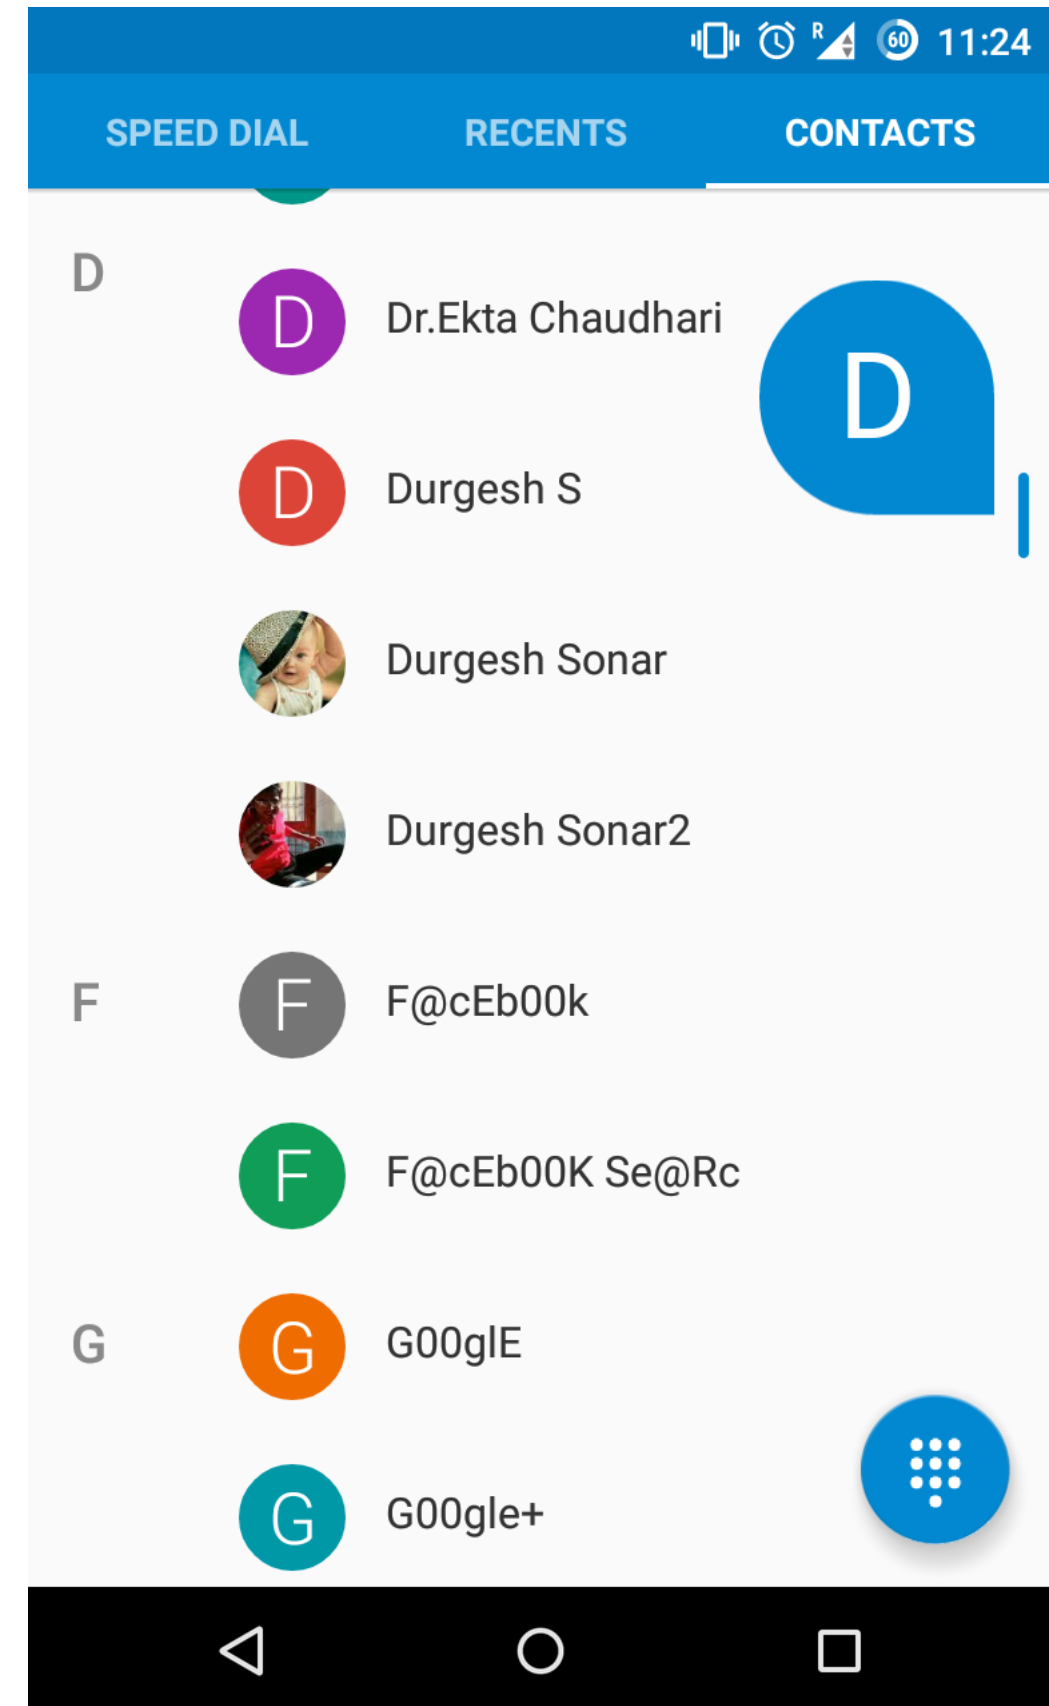 R 60 11:24
SPEED DIAL RECENTS CONTACTS
D
D Dr.Ekta Chaudhari
D
D Durgesh S
Durgesh Sonar
Durgesh Sonar2
F F F@cEb00k
F F@cEb00K Se@Rc
G G G00glE
G G00gle+